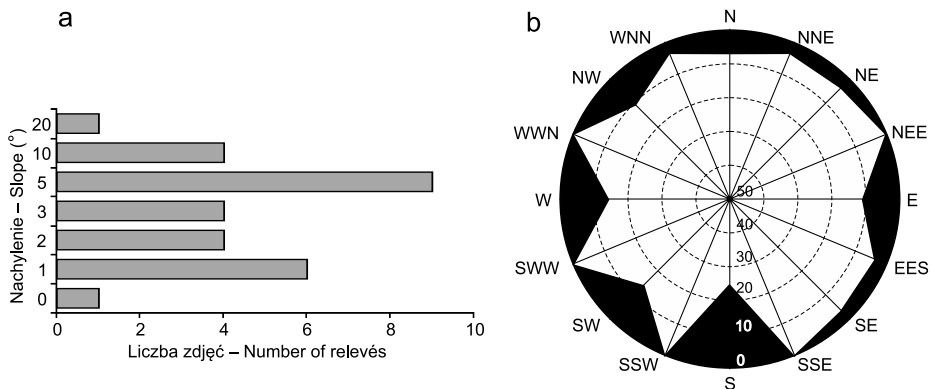 a
Nachylenie – Slope (°)
20
10
5
3
2
1
0
0 2 4 6 8 10
Liczba zdjęć – Number of relevés
b
N
NNE
NE
NEE
E
EES
SE
SSE
S
SSW
SW
SWW
W
WWN
NW
WNN
50
40
30
20
10
0